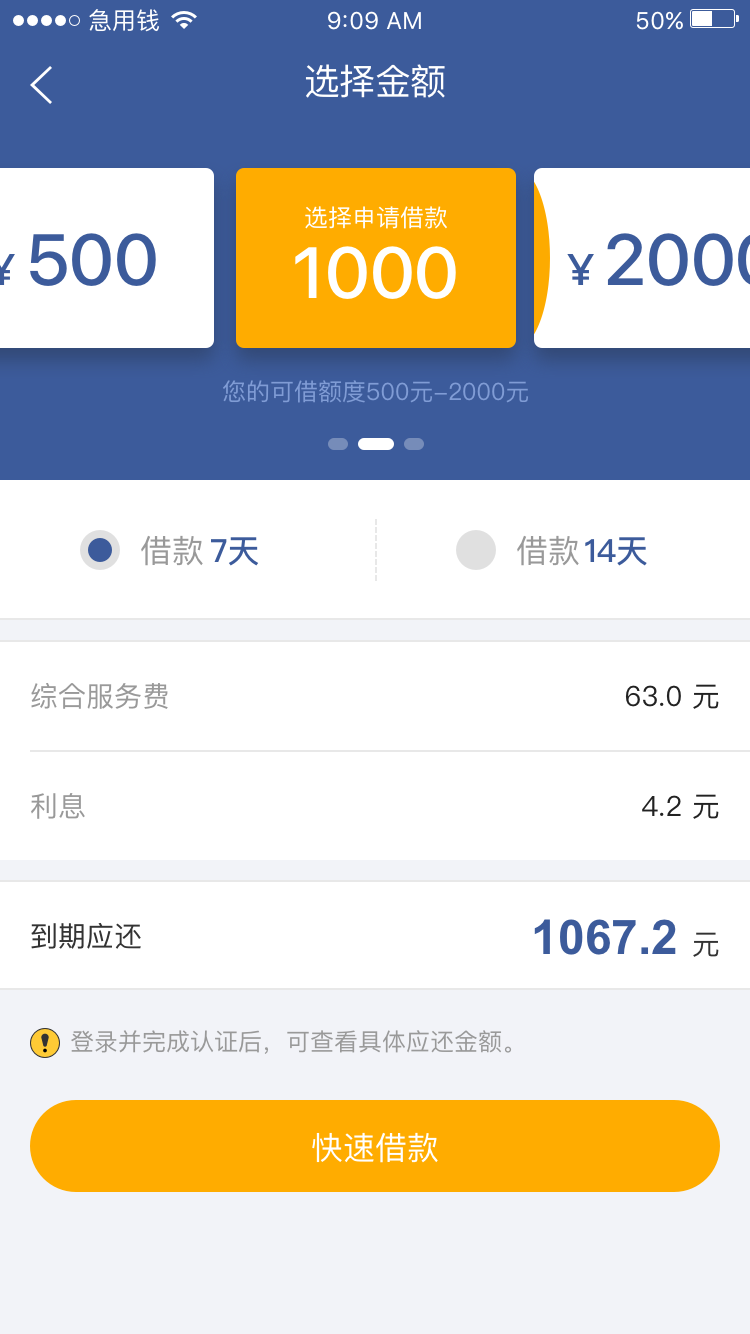 急用钱 9:09 AM 50%
选择金额
¥ 500
选择申请借款
1000
¥ 2000
您的可借额度500元-2000元
借款 7天 借款 14天
综合服务费 63.0 元
利息 4.2 元
到期应还 1067.2 元
登录并完成认证后，可查看具体应还金额。
快速借款